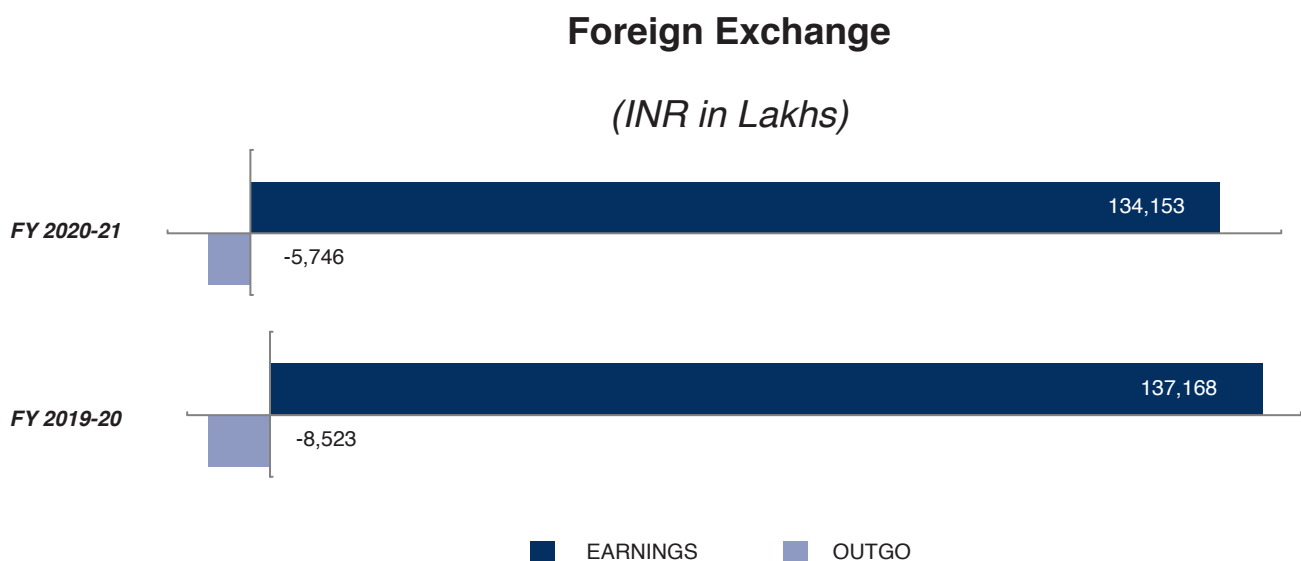 Foreign Exchange
(INR in Lakhs)
134,153
FY 2020-21
-5,746
137,168
FY 2019-20
-8,523
EARNINGS OUTGO